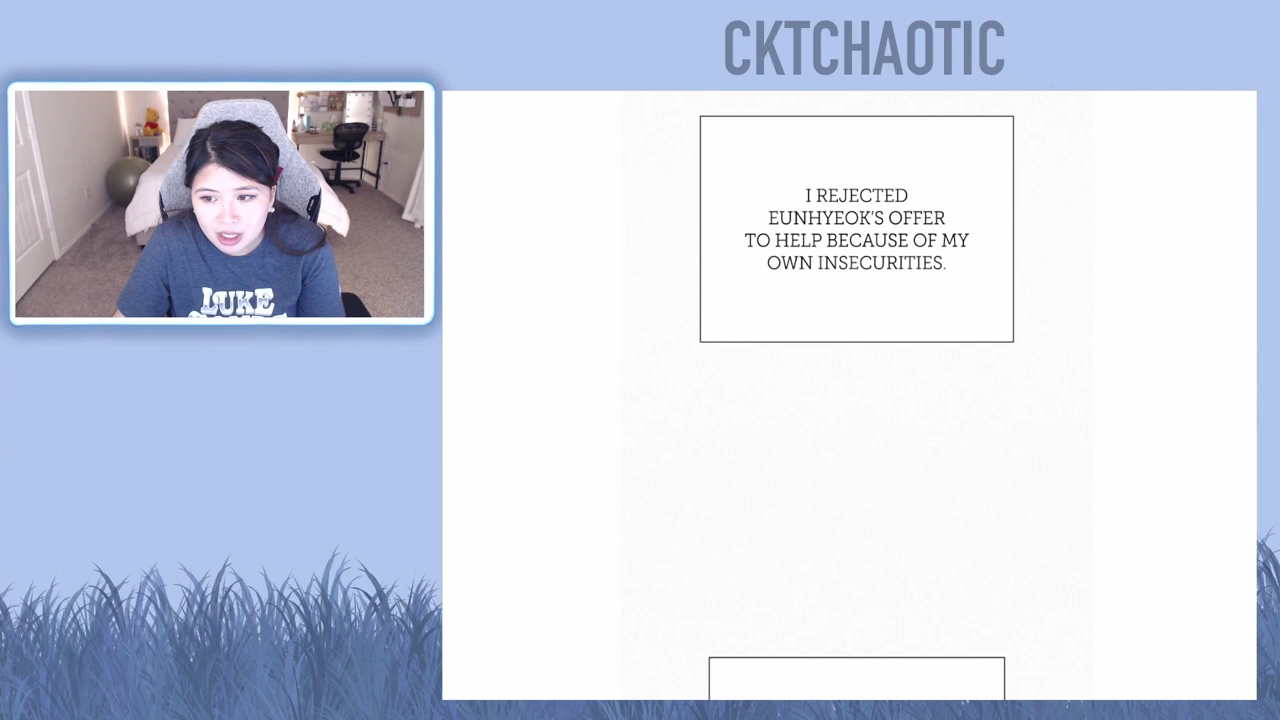 CKTCHAOTIC
I REJECTED
EUNHYEOK'S OFFER
TO HELP BECAUSE OF MY
OWN INSECURITIES.
LUKE